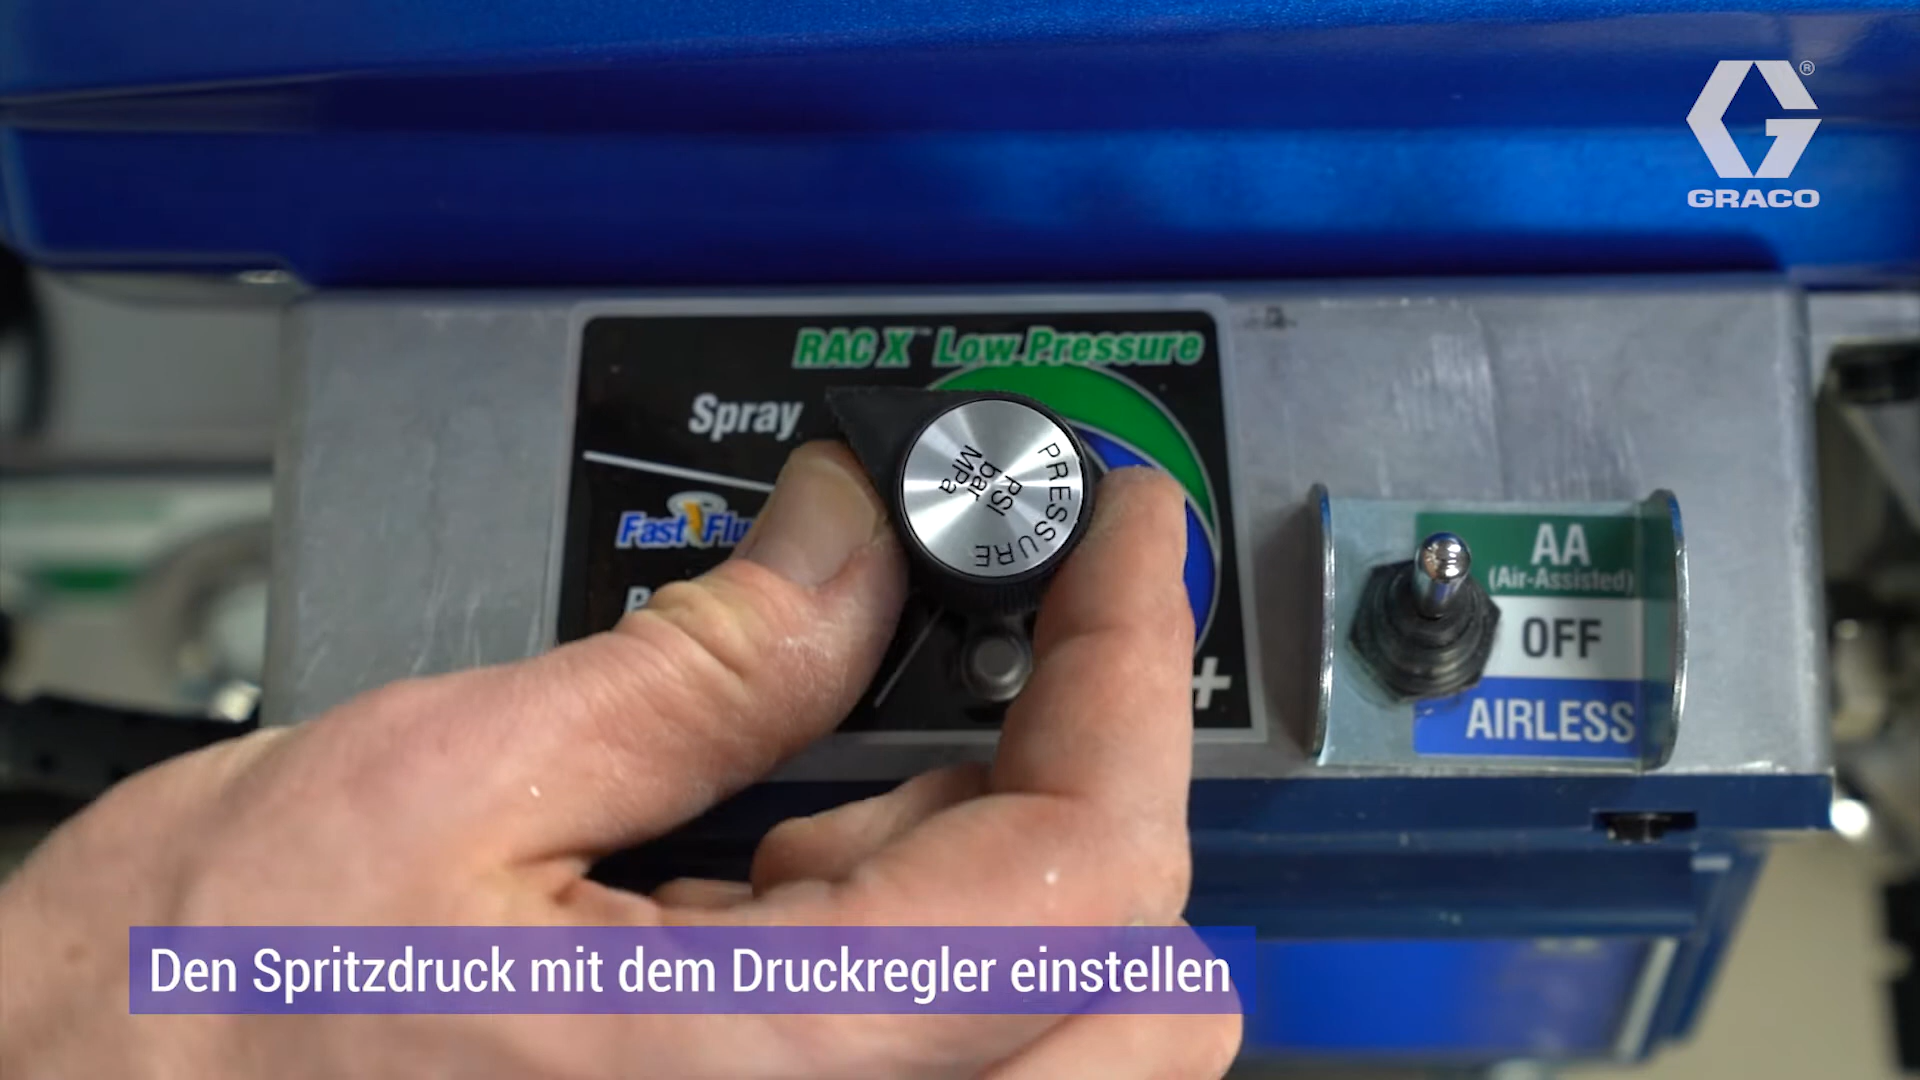 GRACO
RAC X™ Low Pressure
Spray
PRESSURE
PSI
bar
MPa
+
AA
(Air-Assisted)
OFF
AIRLESS
Den Spritzdruck mit dem Druckregler einstellen